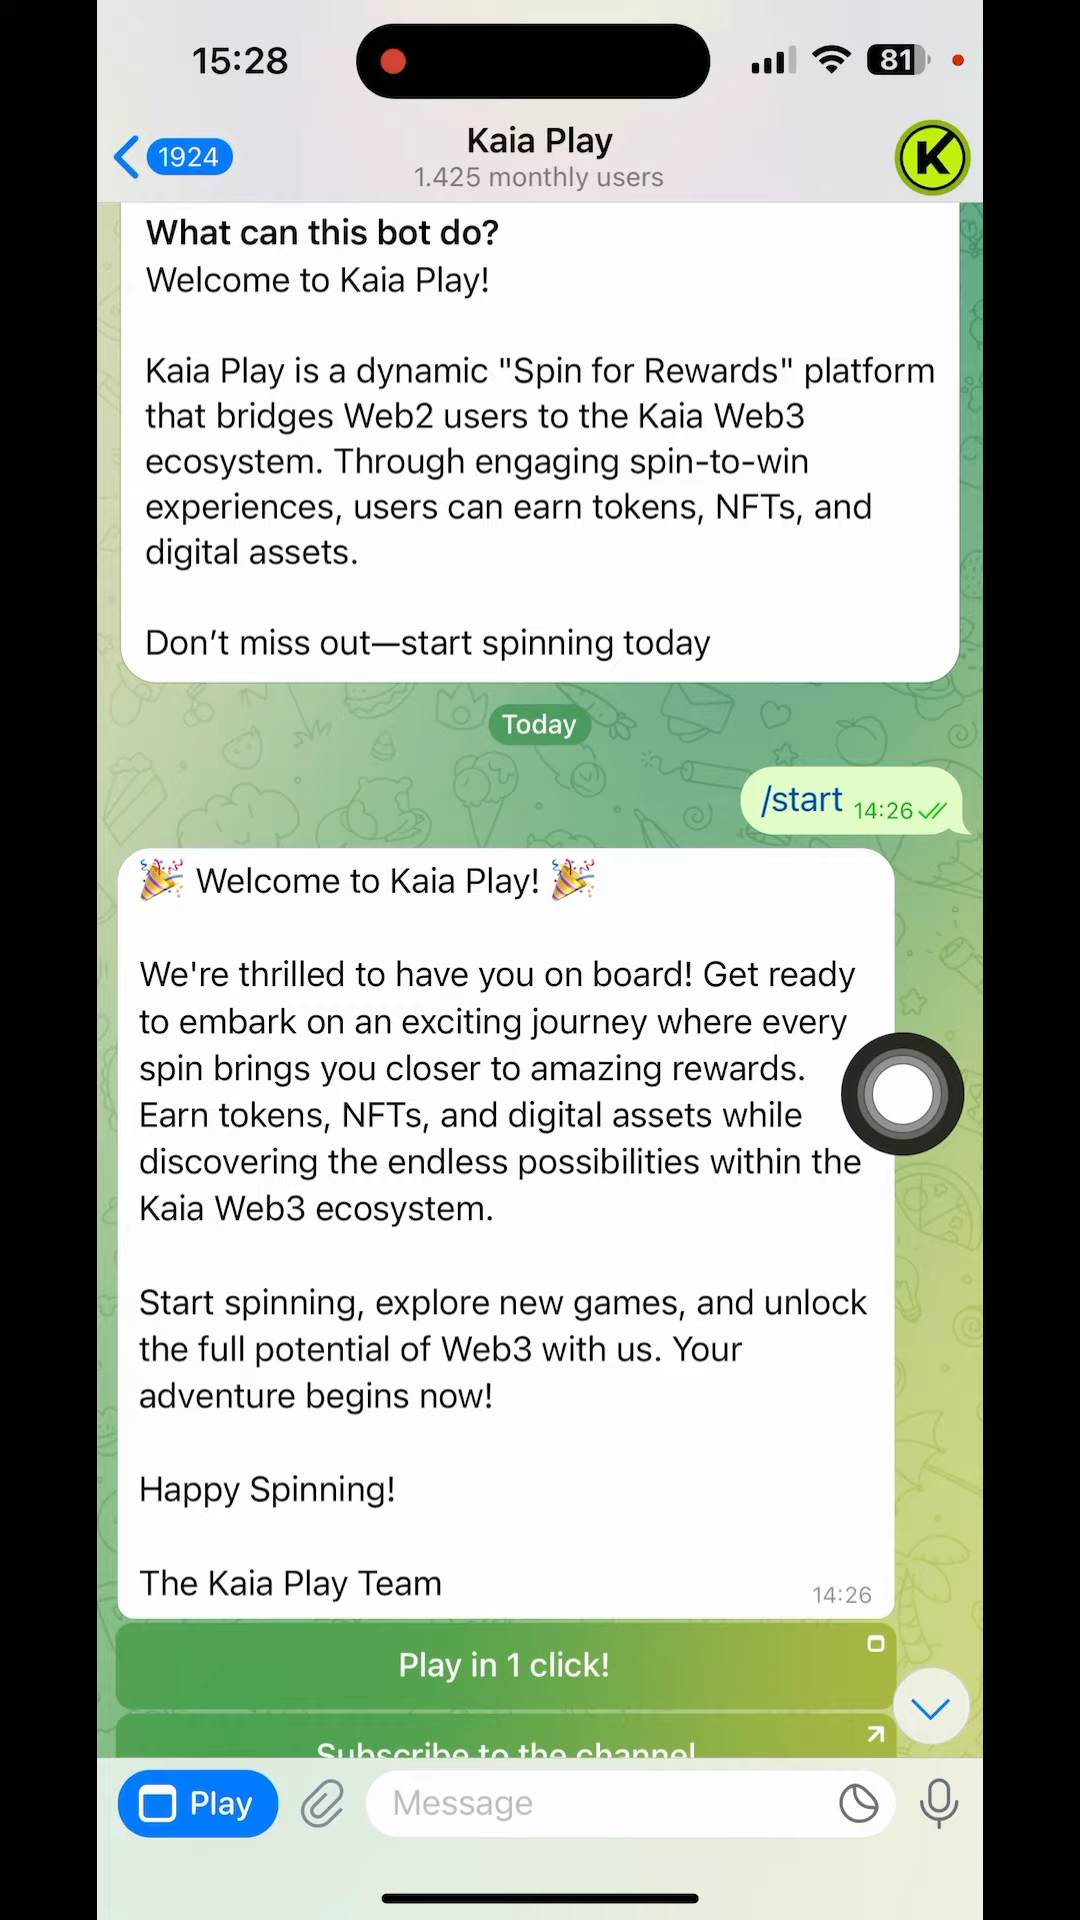 15:28
81
1924
Kaia Play
1.425 monthly users
K
What can this bot do?
Welcome to Kaia Play!
Kaia Play is a dynamic "Spin for Rewards" platform
that bridges Web2 users to the Kaia Web3
ecosystem. Through engaging spin-to-win
experiences, users can earn tokens, NFTs, and
digital assets.
Don’t miss out—start spinning today
Today
/start 14:26
🎉 Welcome to Kaia Play! 🎉
We're thrilled to have you on board! Get ready
to embark on an exciting journey where every
spin brings you closer to amazing rewards.
Earn tokens, NFTs, and digital assets while
discovering the endless possibilities within the
Kaia Web3 ecosystem.
Start spinning, explore new games, and unlock
the full potential of Web3 with us. Your
adventure begins now!
Happy Spinning!
The Kaia Play Team
14:26
Play in 1 click!
Subscribe to the channel
Play
Message